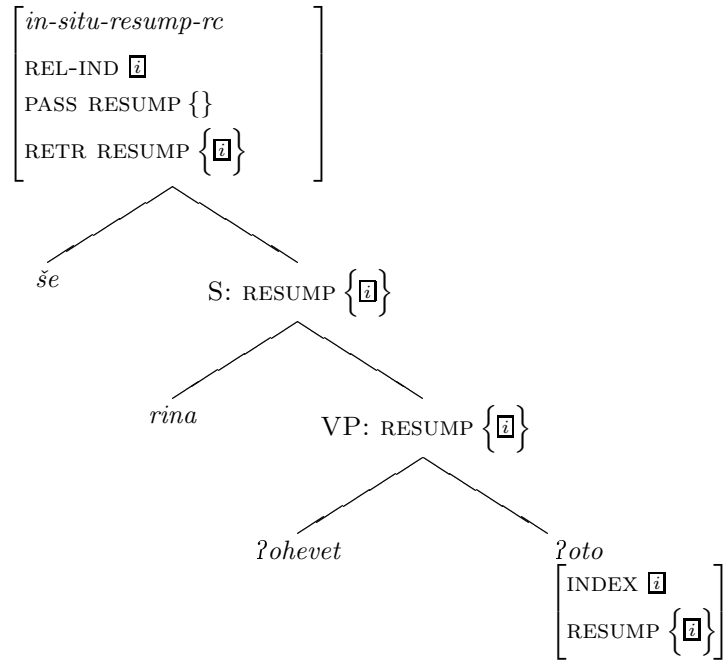 in-situ-resump-rc
REL-IND [i]
PASS RESUMP {}
RETR RESUMP {[i]}
še
S: RESUMP {[i]}
rina
VP: RESUMP {[i]}
ʔohevet ʔoto
INDEX [i]
RESUMP {[i]}